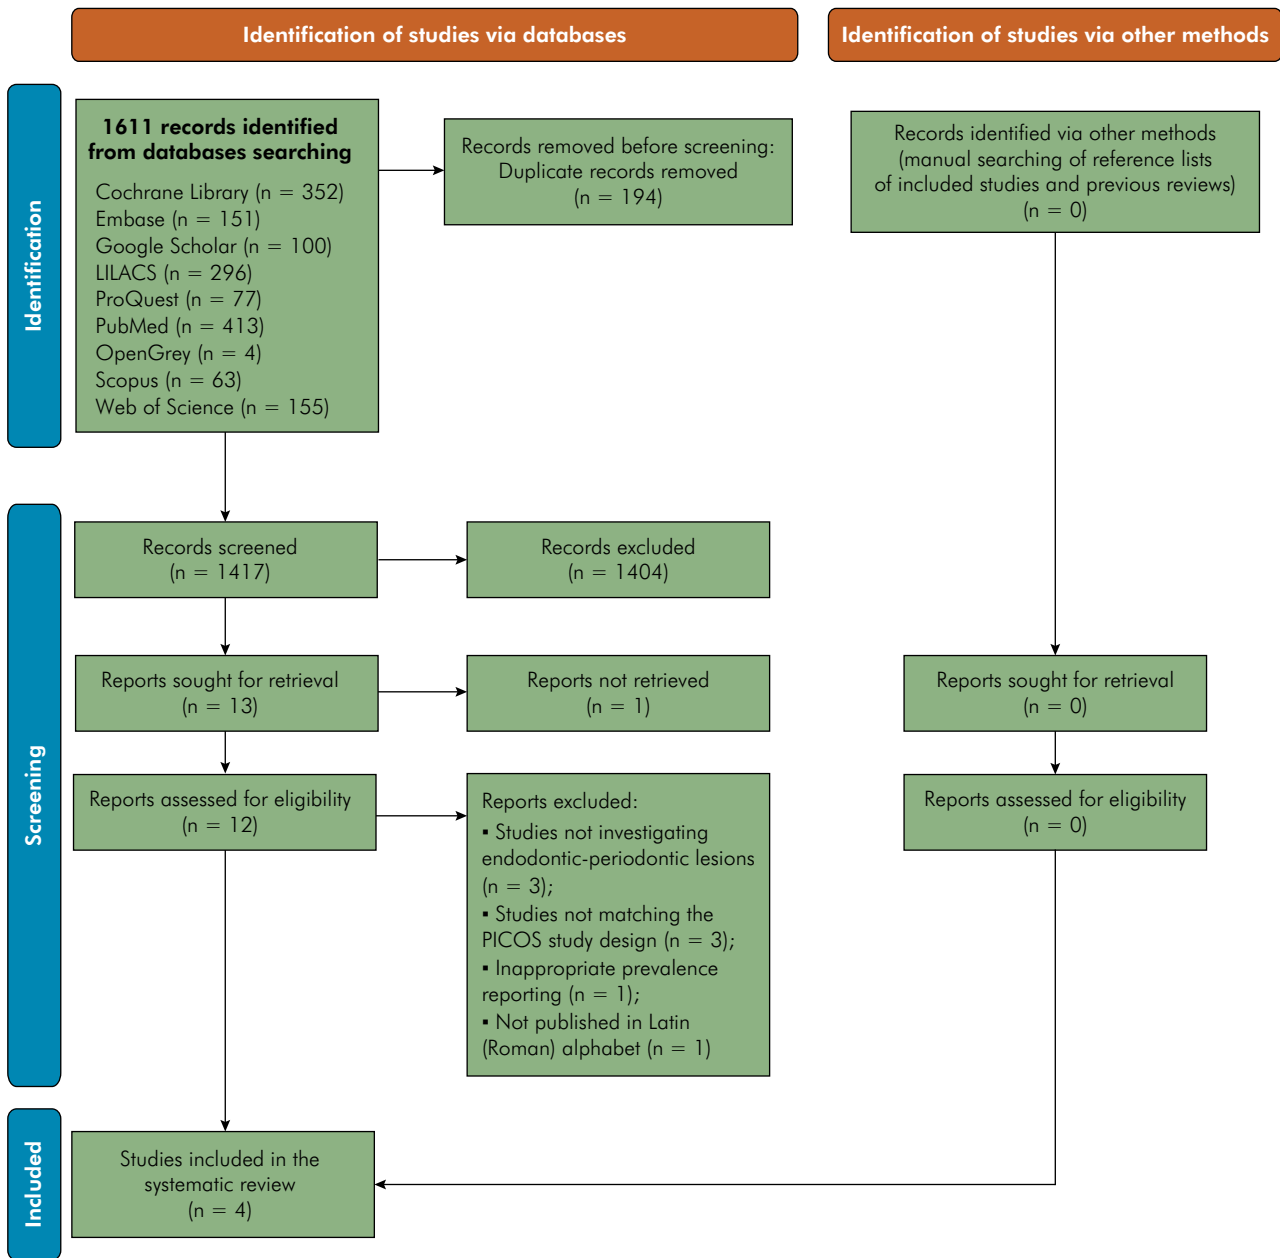 Identification of studies via databases
Identification of studies via other methods
Identification
1611 records identified
from databases searching
Cochrane Library (n = 352)
Embase (n = 151)
Google Scholar (n = 100)
LILACS (n = 296)
ProQuest (n = 77)
PubMed (n = 413)
OpenGrey (n = 4)
Scopus (n = 63)
Web of Science (n = 155)
Records removed before screening:
Duplicate records removed
(n = 194)
Records identified via other methods
(manual searching of reference lists
of included studies and previous reviews)
(n = 0)
Screening
Records screened
(n = 1417)
Records excluded
(n = 1404)
Reports sought for retrieval
(n = 13)
Reports not retrieved
(n = 1)
Reports sought for retrieval
(n = 0)
Reports assessed for eligibility
(n = 12)
Reports excluded:
▪ Studies not investigating
endodontic-periodontic lesions
(n = 3);
▪ Studies not matching the
PICOS study design (n = 3);
▪ Inappropriate prevalence
reporting (n = 1);
▪ Not published in Latin
(Roman) alphabet (n = 1)
Reports assessed for eligibility
(n = 0)
Included
Studies included in the
systematic review
(n = 4)